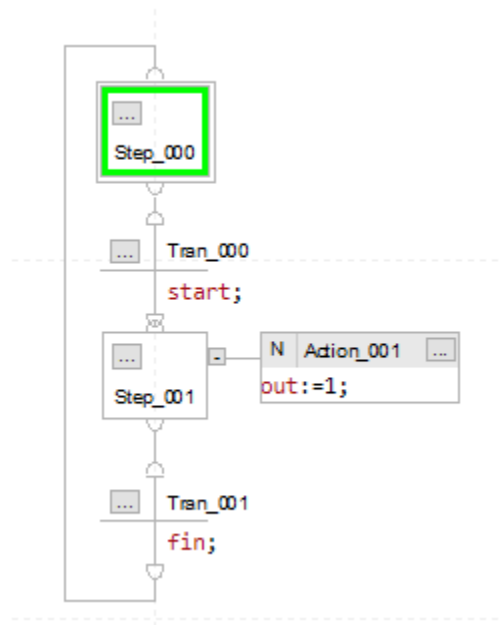 ...
Step_000
... Tran_000
start;
... N Action_001 ...
- 
out:=1;
Step_001
... Tran_001
fin;